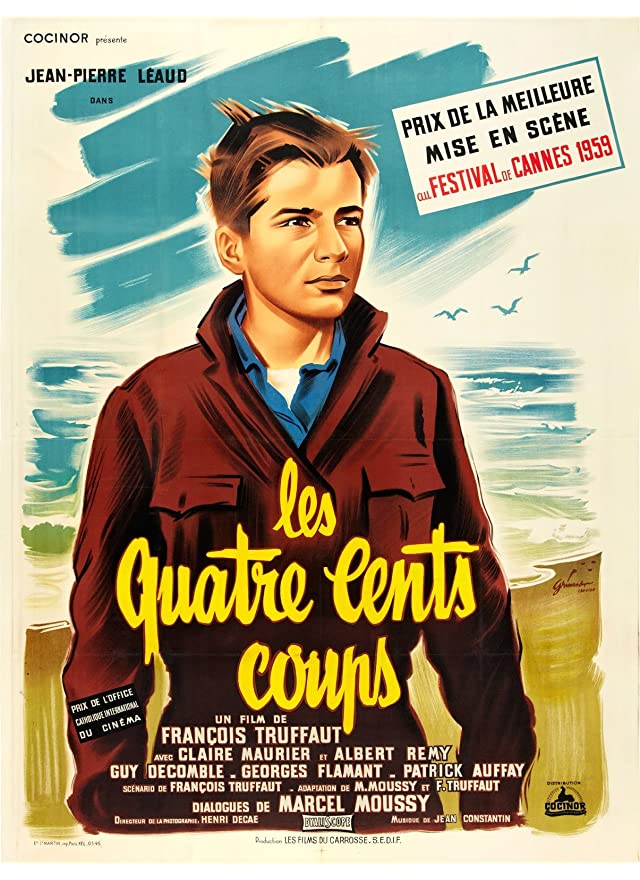 COCINOR présente
JEAN-PIERRE LÉAUD
DANS
PRIX DE LA MEILLEURE
MISE EN SCÈNE
au FESTIVAL DE CANNES 1959
les
Quatre Cents
coups
PRIX DE L'OFFICE
CATHOLIQUE INTERNATIONAL
DU CINÉMA
UN FILM DE
FRANÇOIS TRUFFAUT
AVEC CLAIRE MAURIER ET ALBERT REMY
GUY DECOMBLE - GEORGES FLAMANT - PATRICK AUFFAY
SCÉNARIO DE FRANÇOIS TRUFFAUT - ADAPTATION DE M. MOUSSY ET F. TRUFFAUT
DIALOGUES DE MARCEL MOUSSY
DIRECTEUR DE LA PHOTOGRAPHIE: HENRI DECAE
DYALISCOPE
MUSIQUE DE JEAN CONSTANTIN
Production LES FILMS DU CARROSSE - S.E.D.I.F.
DISTRIBUTION
COCINOR